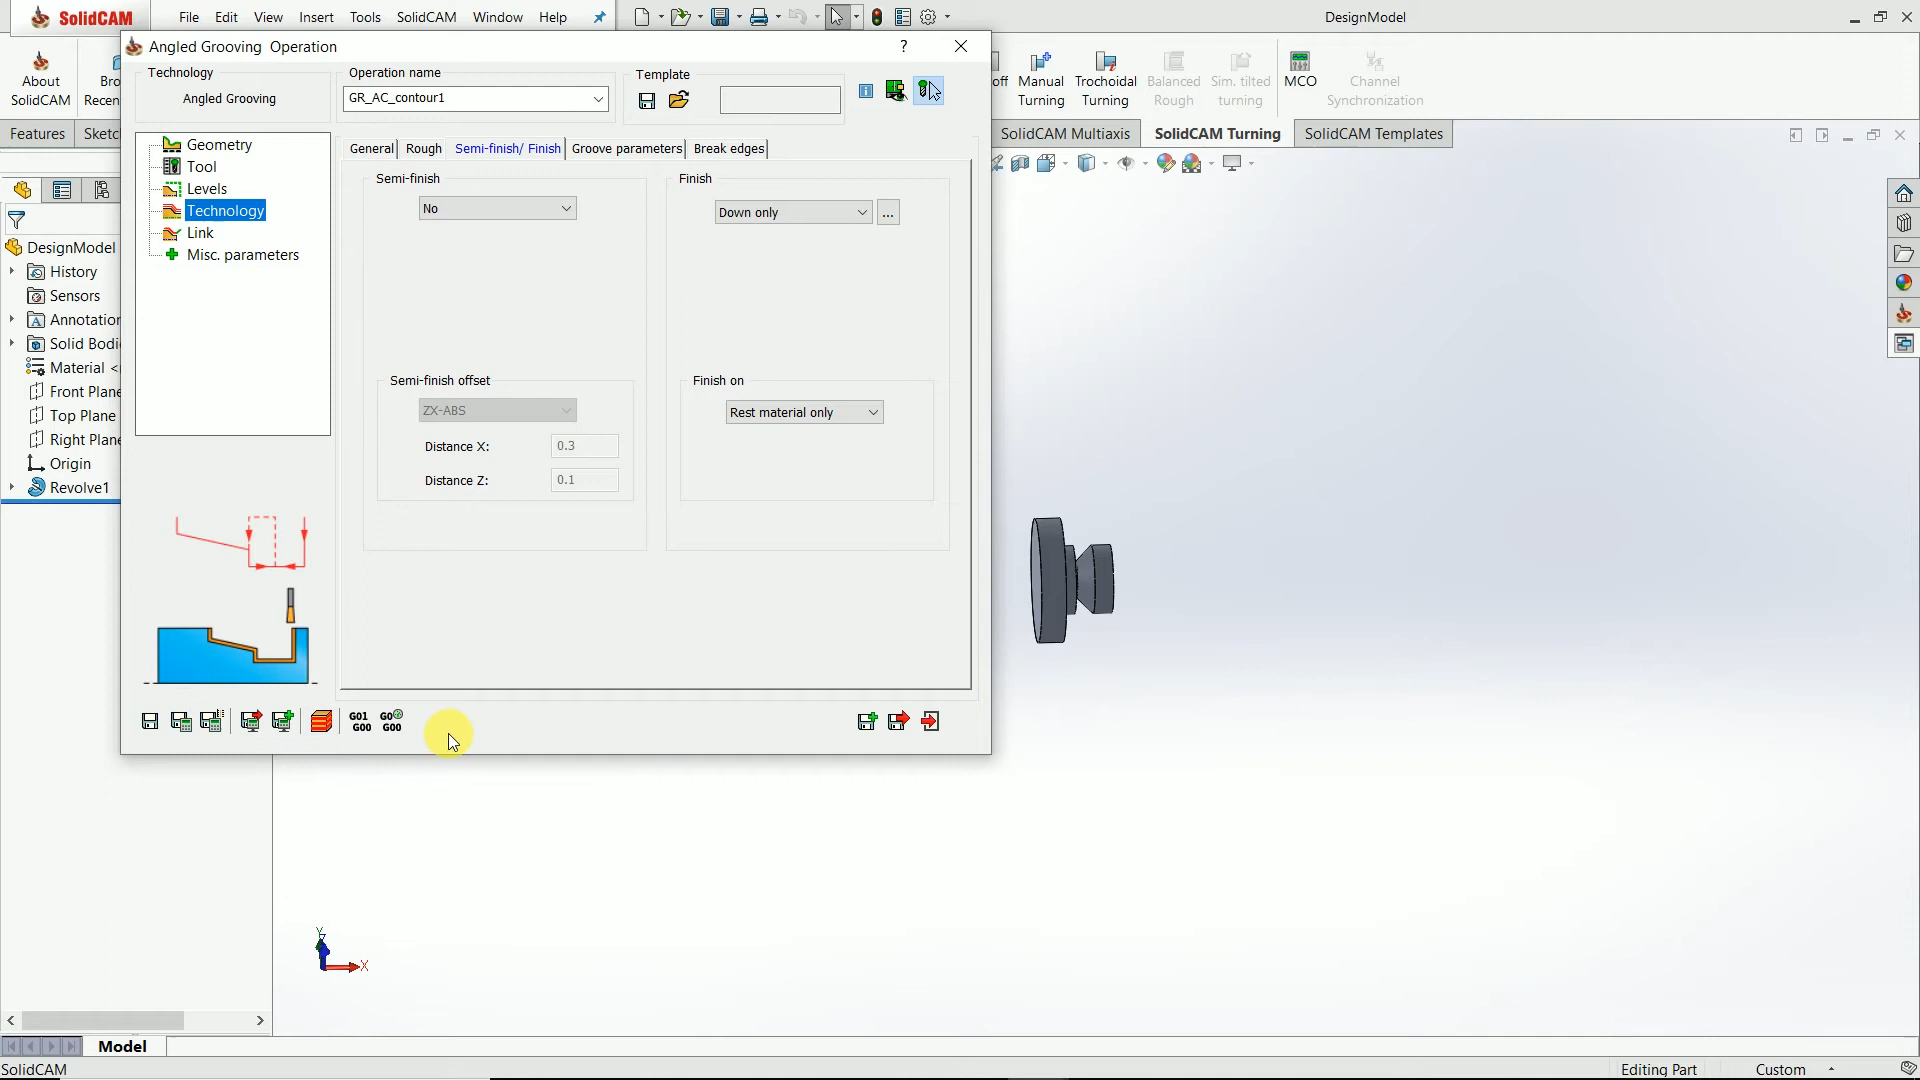 SolidCAM
File Edit View Insert Tools SolidCAM Window Help
DesignModel
Angled Grooving Operation
?
Technology
Angled Grooving
Operation name
GR_AC_contour1
Template
About
SolidCAM
Manual
Turning
Trochoidal
Turning
Balanced
Rough
Sim. tilted
turning
MCO
Channel
Synchronization
Features
SolidCAM Multiaxis SolidCAM Turning SolidCAM Templates
Geometry
Tool
Levels
Technology
Link
Misc. parameters
General Rough Semi-finish/ Finish Groove parameters Break edges
Semi-finish
No
Finish
Down only
...
Semi-finish offset
ZX-ABS
Distance X: 0.3
Distance Z: 0.1
Finish on
Rest material only
DesignModel
History
Sensors
Annotation
Solid Bodi
Material <
Front Plane
Top Plane
Right Plane
Origin
Revolve1
G01
G00
G0
G00
Y
Z
X
Model
SolidCAM
Editing Part
Custom